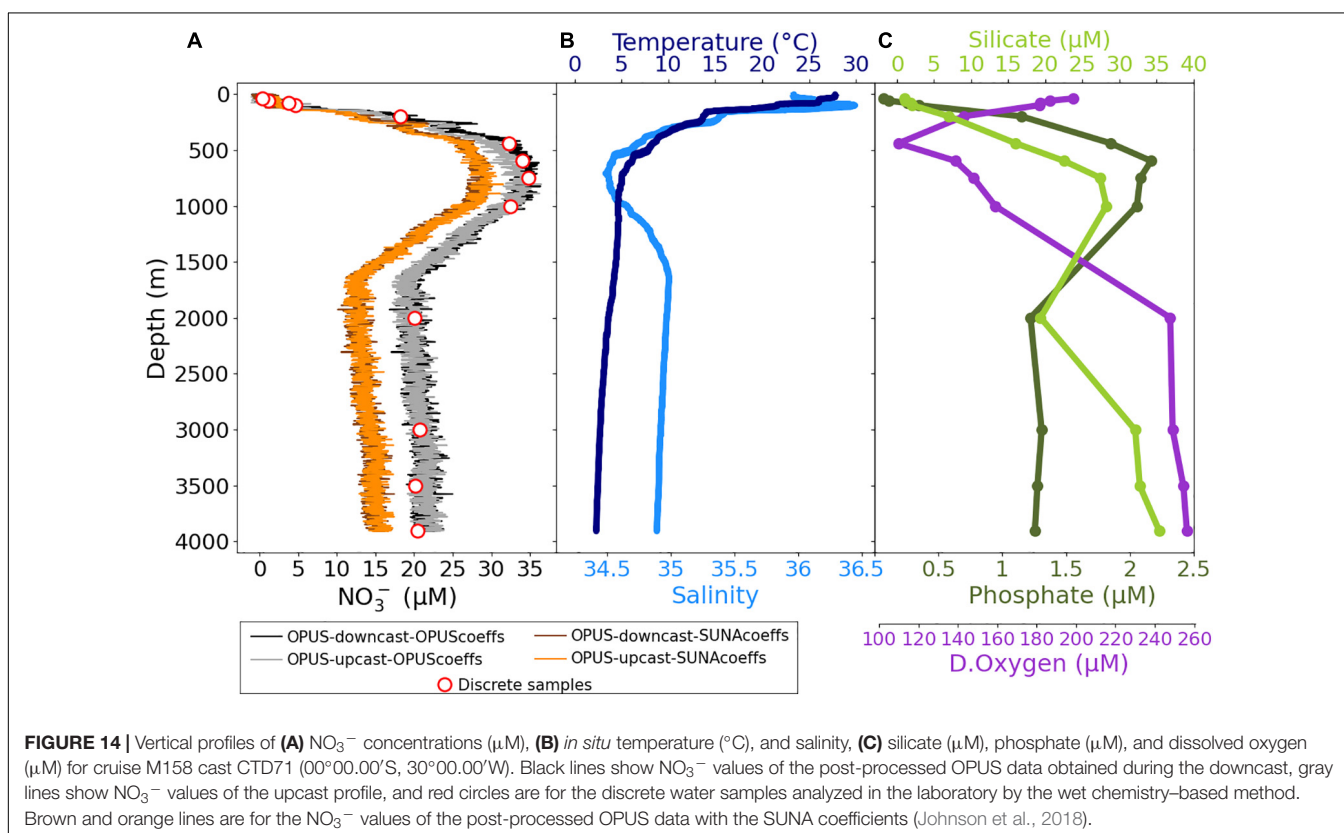 A
B
Temperature (°C)
C
Silicate (μM)
0 5 10 15 20 25 30
0 5 10 15 20 25 30 35 40
0
500
1000
1500
2000
2500
3000
3500
4000
Depth (m)
0 5 10 15 20 25 30 35
NO₃⁻ (μM)
34.5 35 35.5 36 36.5
Salinity
0.5 1 1.5 2 2.5
Phosphate (μM)
100 120 140 160 180 200 220 240 260
D.Oxygen (μM)
OPUS-downcast-OPUScoeffs
OPUS-downcast-SUNAcoeffs
OPUS-upcast-OPUScoeffs
OPUS-upcast-SUNAcoeffs
Discrete samples
FIGURE 14 | Vertical profiles of (A) NO₃⁻ concentrations (μM), (B) in situ temperature (°C), and salinity, (C) silicate (μM), phosphate (μM), and dissolved oxygen
(μM) for cruise M158 cast CTD71 (00°00.00′S, 30°00.00′W). Black lines show NO₃⁻ values of the post-processed OPUS data obtained during the downcast, gray
lines show NO₃⁻ values of the upcast profile, and red circles are for the discrete water samples analyzed in the laboratory by the wet chemistry–based method.
Brown and orange lines are for the NO₃⁻ values of the post-processed OPUS data with the SUNA coefficients (Johnson et al., 2018).